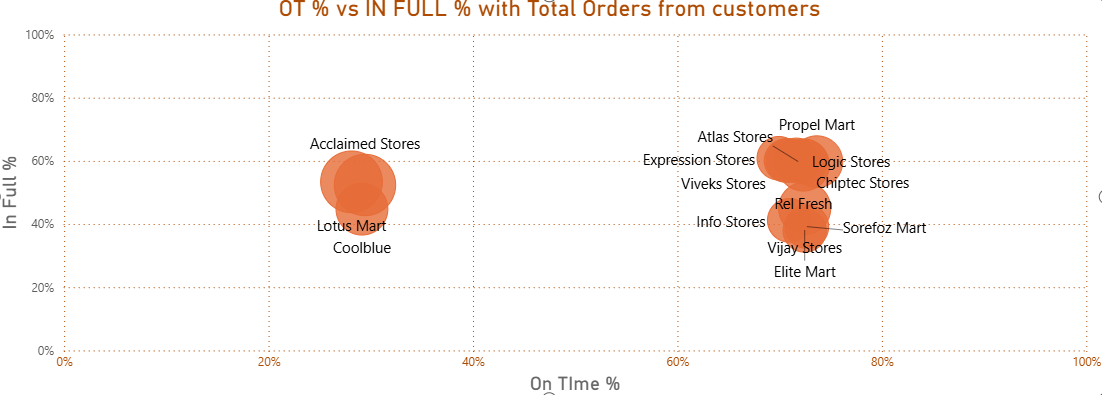 OT % vs IN FULL % with Total Orders from customers
100%
80%
60%
40%
20%
0%
In Full %
Acclaimed Stores
Lotus Mart
Coolblue
Propel Mart
Atlas Stores
Expression Stores
Logic Stores
Viveks Stores
Chiptec Stores
Rel Fresh
Info Stores
Sorefoz Mart
Vijay Stores
Elite Mart
0%
20%
40%
60%
80%
100%
On TIme %